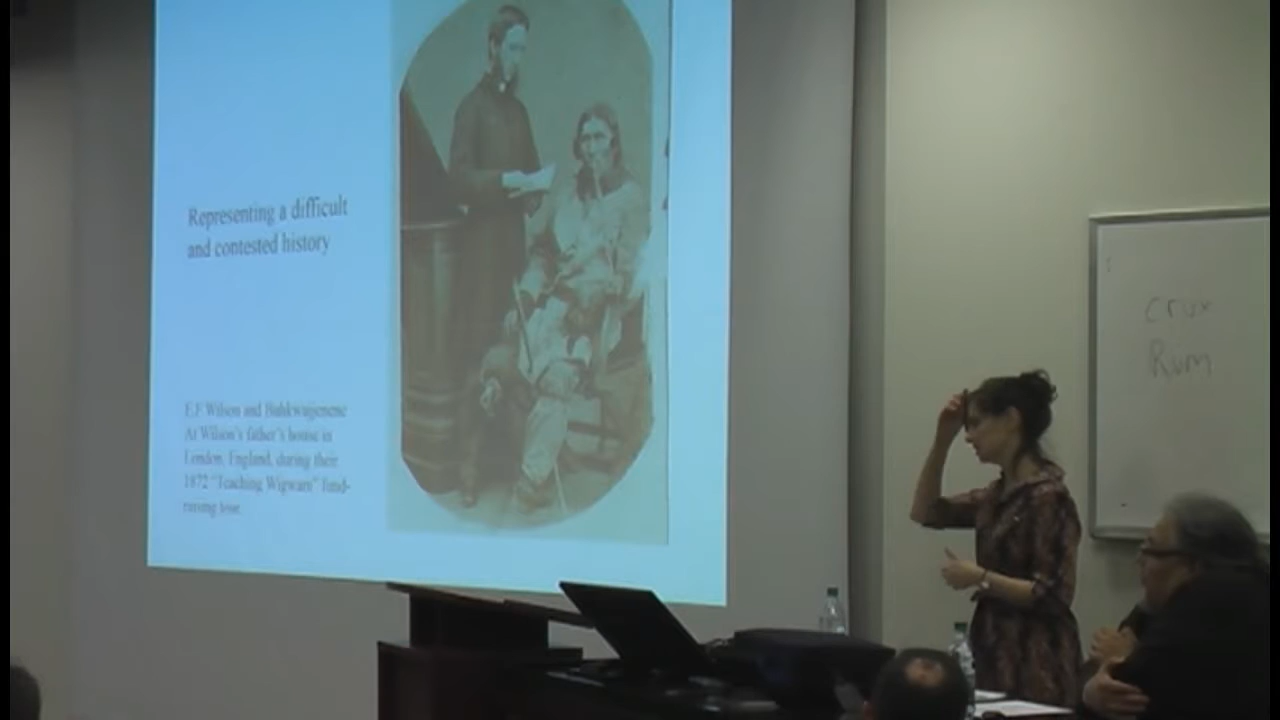 Representing a difficult
and contested history
E.F Wilson and Buhkwujjenene
At Wilson's father's house in
London, England, during their
1872 "Teaching Wigwam" fund-
raising tour.
Crux
Rum